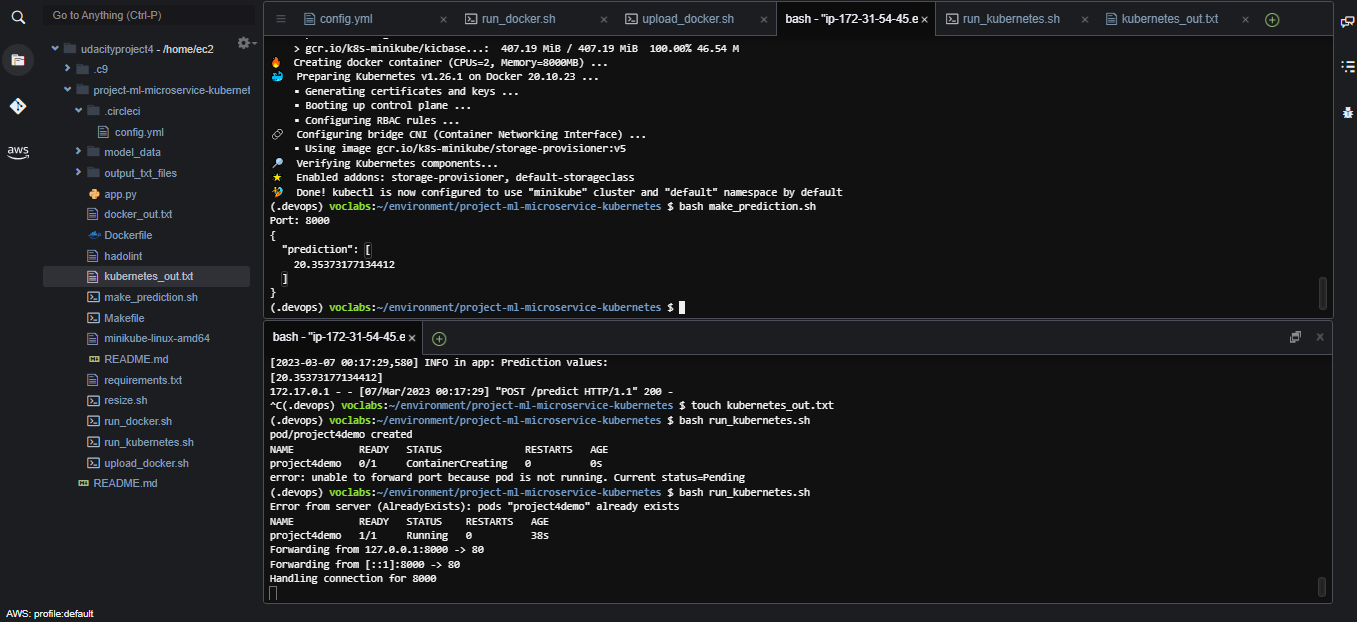 Go to Anything (Ctrl-P)
udacityproject4 - /home/ec2
.c9
project-ml-microservice-kubernet
.circleci
config.yml
model_data
output_txt_files
app.py
docker_out.txt
Dockerfile
hadolint
kubernetes_out.txt
make_prediction.sh
Makefile
minikube-linux-amd64
README.md
requirements.txt
resize.sh
run_docker.sh
run_kubernetes.sh
upload_docker.sh
README.md
aws
AWS: profile:default
config.yml × run_docker.sh × upload_docker.sh × bash - "ip-172-31-54-45.e × run_kubernetes.sh × kubernetes_out.txt ×
> gcr.io/k8s-minikube/kicbase...:  407.19 MiB / 407.19 MiB  100.00% 46.54 M
Creating docker container (CPUs=2, Memory=8000MB) ...
Preparing Kubernetes v1.26.1 on Docker 20.10.23 ...
▪ Generating certificates and keys ...
▪ Booting up control plane ...
▪ Configuring RBAC rules ...
Configuring bridge CNI (Container Networking Interface) ...
▪ Using image gcr.io/k8s-minikube/storage-provisioner:v5
Verifying Kubernetes components...
Enabled addons: storage-provisioner, default-storageclass
Done! kubectl is now configured to use "minikube" cluster and "default" namespace by default
(.devops) voclabs:~/environment/project-ml-microservice-kubernetes $ bash make_prediction.sh
Port: 8000
{
"prediction": [
20.35373177134412
]
}
(.devops) voclabs:~/environment/project-ml-microservice-kubernetes $
bash - "ip-172-31-54-45.e ×
[2023-03-07 00:17:29,580] INFO in app: Prediction values:
[20.35373177134412]
172.17.0.1 - - [07/Mar/2023 00:17:29] "POST /predict HTTP/1.1" 200 -
^C(.devops) voclabs:~/environment/project-ml-microservice-kubernetes $ touch kubernetes_out.txt
(.devops) voclabs:~/environment/project-ml-microservice-kubernetes $ bash run_kubernetes.sh
pod/project4demo created
NAME READY STATUS RESTARTS AGE
project4demo 0/1 ContainerCreating 0 0s
error: unable to forward port because pod is not running. Current status=Pending
(.devops) voclabs:~/environment/project-ml-microservice-kubernetes $ bash run_kubernetes.sh
Error from server (AlreadyExists): pods "project4demo" already exists
NAME READY STATUS RESTARTS AGE
project4demo 1/1 Running 0 38s
Forwarding from 127.0.0.1:8000 -> 80
Forwarding from [::1]:8000 -> 80
Handling connection for 8000